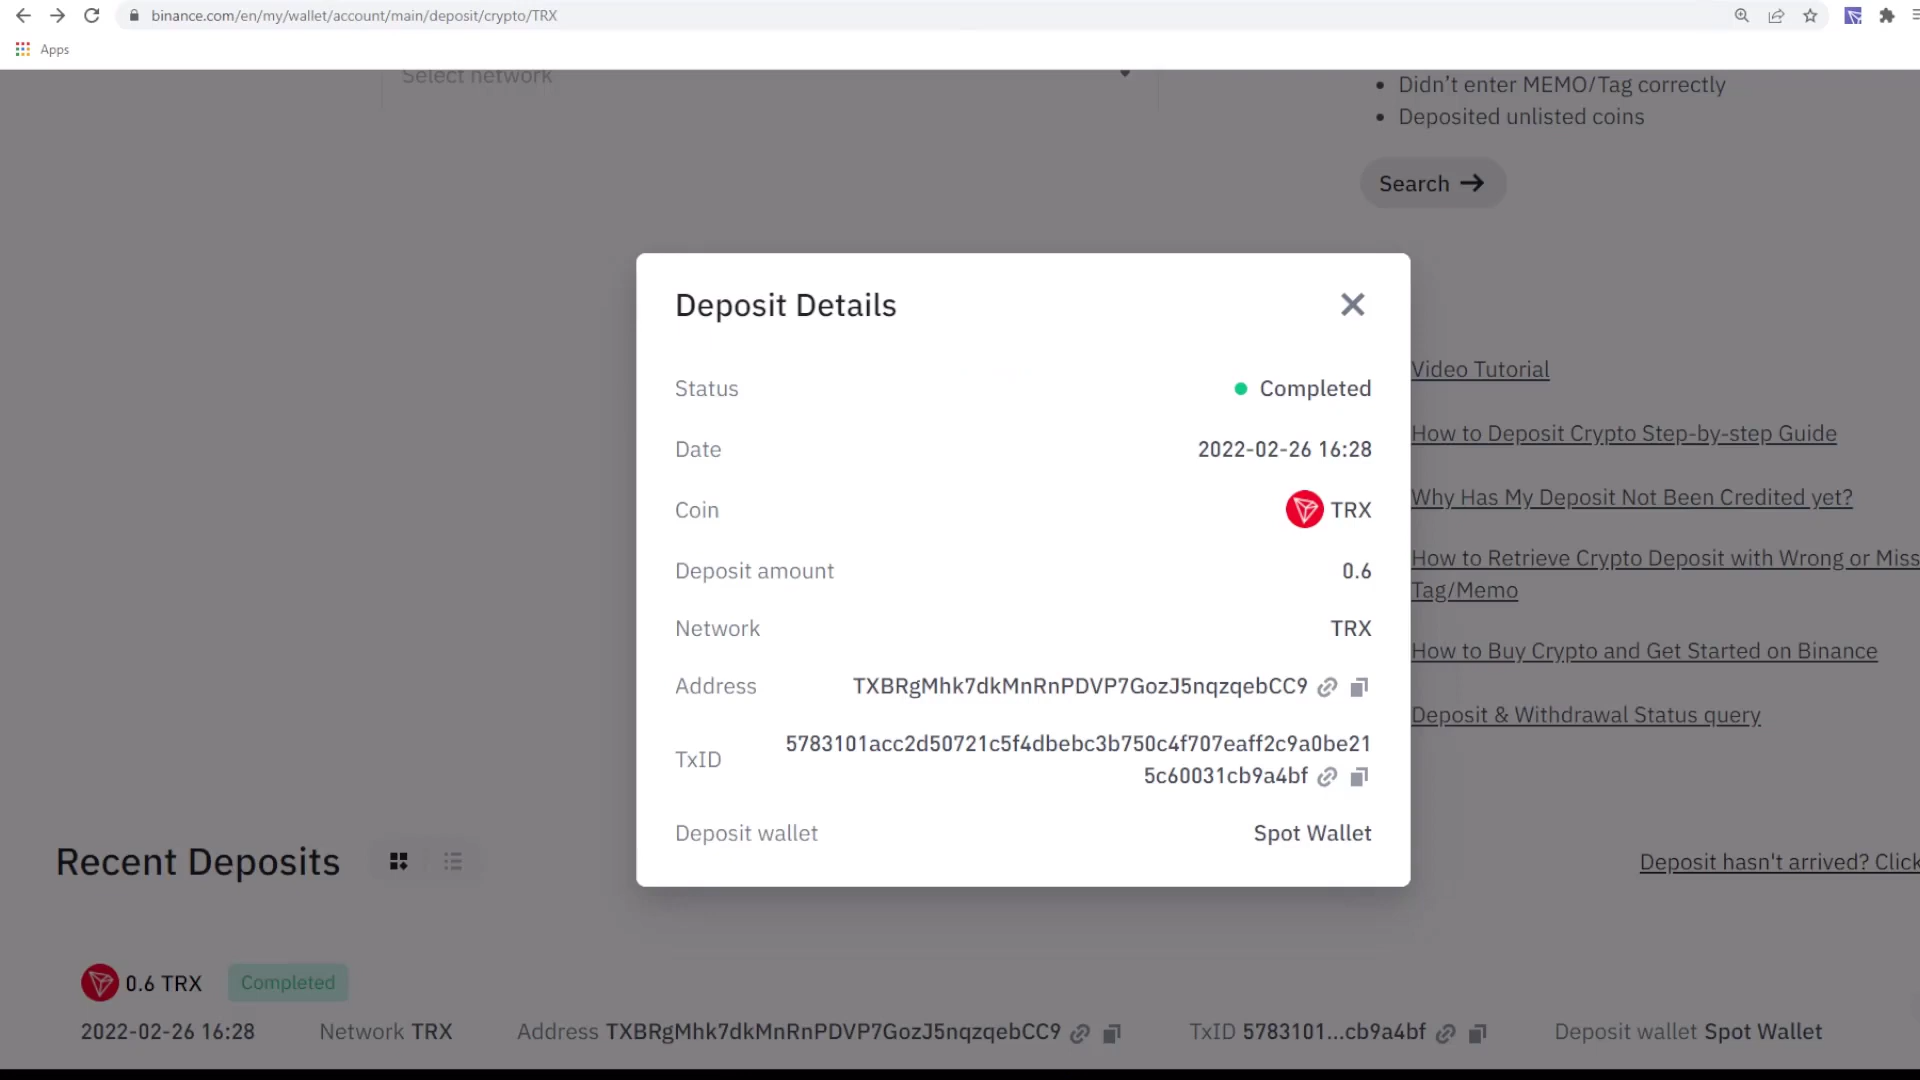 binance.com/en/my/wallet/account/main/deposit/crypto/TRX
Apps
Select network
Didn’t enter MEMO/Tag correctly
Deposited unlisted coins
Search
Deposit Details
Status Completed
Date 2022-02-26 16:28
Coin TRX
Deposit amount 0.6
Network TRX
Address TXBRgMhk7dkMnRnPDVP7GozJ5nqzqebCC9
TxID 5783101acc2d50721c5f4dbebc3b750c4f707eaff2c9a0be21
5c60031cb9a4bf
Deposit wallet Spot Wallet
Video Tutorial
How to Deposit Crypto Step-by-step Guide
Why Has My Deposit Not Been Credited yet?
How to Retrieve Crypto Deposit with Wrong or Miss
Tag/Memo
How to Buy Crypto and Get Started on Binance
Deposit & Withdrawal Status query
Recent Deposits
Deposit hasn't arrived? Click
0.6 TRX Completed
2022-02-26 16:28 Network TRX Address TXBRgMhk7dkMnRnPDVP7GozJ5nqzqebCC9 TxID 5783101...cb9a4bf Deposit wallet Spot Wallet